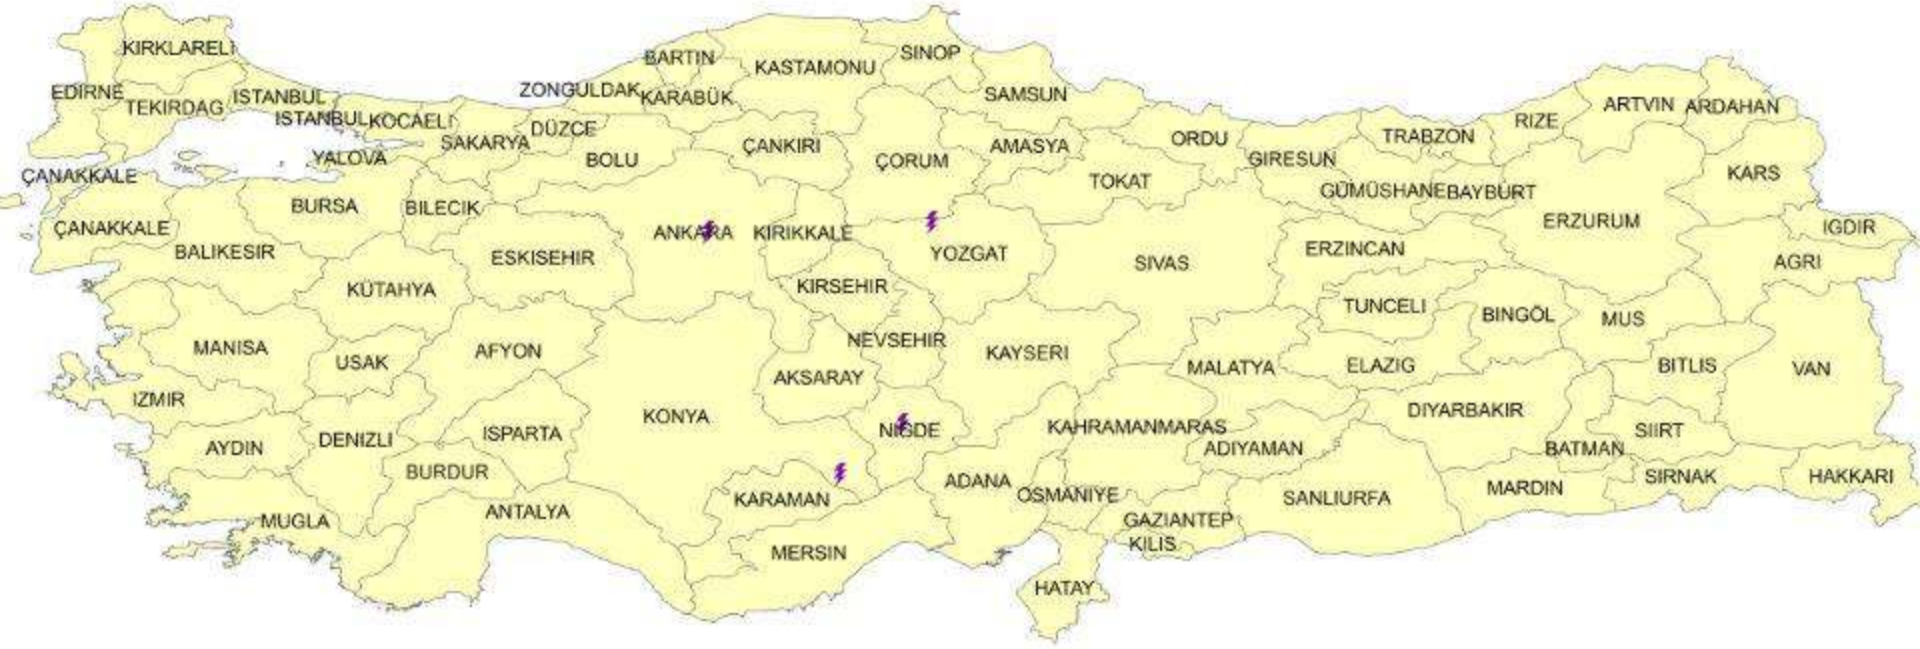 KIRKLARELI
BARTIN
SINOP
KASTAMONU
EDIRNE
TEKIRDAG
ISTANBUL
ZONGULDAK
KARABÜK
SAMSUN
ARTVIN
ARDAHAN
ISTANBUL
KOCAELI
SAKARYA
DÜZCE
RIZE
TRABZON
ORDU
YALOVA
BOLU
ÇANKIRI
ÇORUM
AMASYA
GIRESUN
ÇANAKKALE
TOKAT
KARS
GÜMÜSHANE
BAYBURT
BURSA
BILECIK
ERZURUM
ÇANAKKALE
ANKARA
KIRIKKALE
IGDIR
BALIKESIR
ESKISEHIR
YOZGAT
SIVAS
ERZINCAN
AGRI
KÜTAHYA
KIRSEHIR
TUNCELI
BINGÖL
MUS
MANISA
USAK
AFYON
NEVSEHIR
KAYSERI
MALATYA
ELAZIG
BITLIS
VAN
AKSARAY
IZMIR
KONYA
DIYARBAKIR
AYDIN
DENIZLI
ISPARTA
NIGDE
KAHRAMANMARAS
ADIYAMAN
BATMAN
SIIRT
BURDUR
ADANA
SIRNAK
HAKKARI
KARAMAN
OSMANIYE
SANLIURFA
MARDIN
MUGLA
ANTALYA
GAZIANTEP
KILIS
MERSIN
HATAY